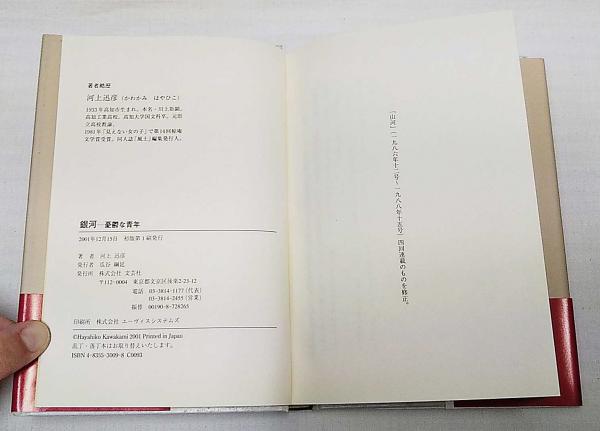 「山河」(一九八六年十二号〜一九八八年十五号)四回連載のものを修正。
著者略歴
河上迅彦(かわかみ はやひこ)
1933年高知市生まれ。本名・川上
高知工業高校、高知大学国文科卒。元県
立高校教諭。
1981年「見えない女の子」で第14回椋庵
文学賞受賞。同人誌「風土」編集発行人。
銀河―憂鬱な青年
2001年12月15日 初版第1刷発行
著 者 河上 迅彦
発行者 瓜谷 綱延
発行所 株式会社 文芸社
〒112-0004 東京都文京区後楽2-23-12
電話 03-3814-1177(代表)
03-3814-2455(営業)
振替 00190-8-728265
印刷所 株式会社 エーヴィスシステムズ
©Hayahiko Kawakami 2001 Printed in Japan
乱丁・落丁本はお取り替えいたします。
ISBN 4-8355-3009-8 C0093